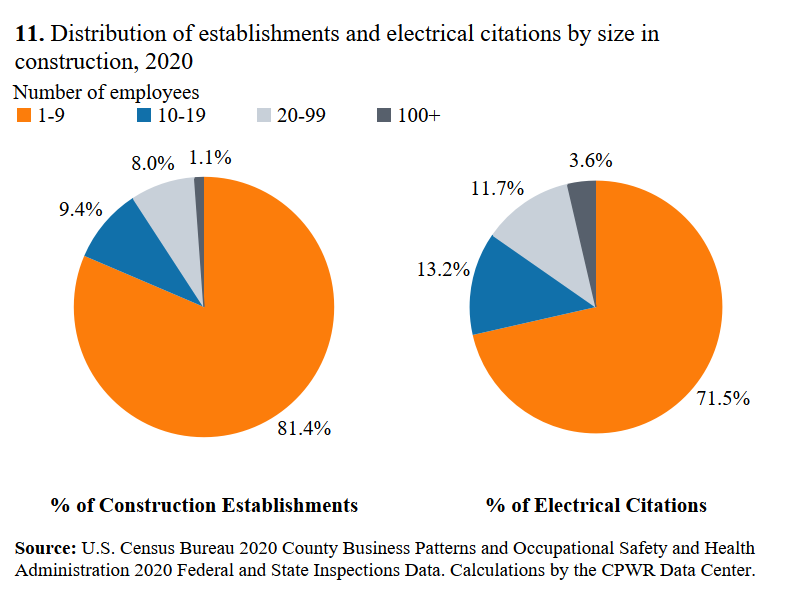 11. Distribution of establishments and electrical citations by size in
construction, 2020
Number of employees
1-9 10-19 20-99 100+
8.0% 1.1%
9.4%
81.4%
3.6%
11.7%
13.2%
71.5%
% of Construction Establishments
% of Electrical Citations
Source: U.S. Census Bureau 2020 County Business Patterns and Occupational Safety and Health
Administration 2020 Federal and State Inspections Data. Calculations by the CPWR Data Center.